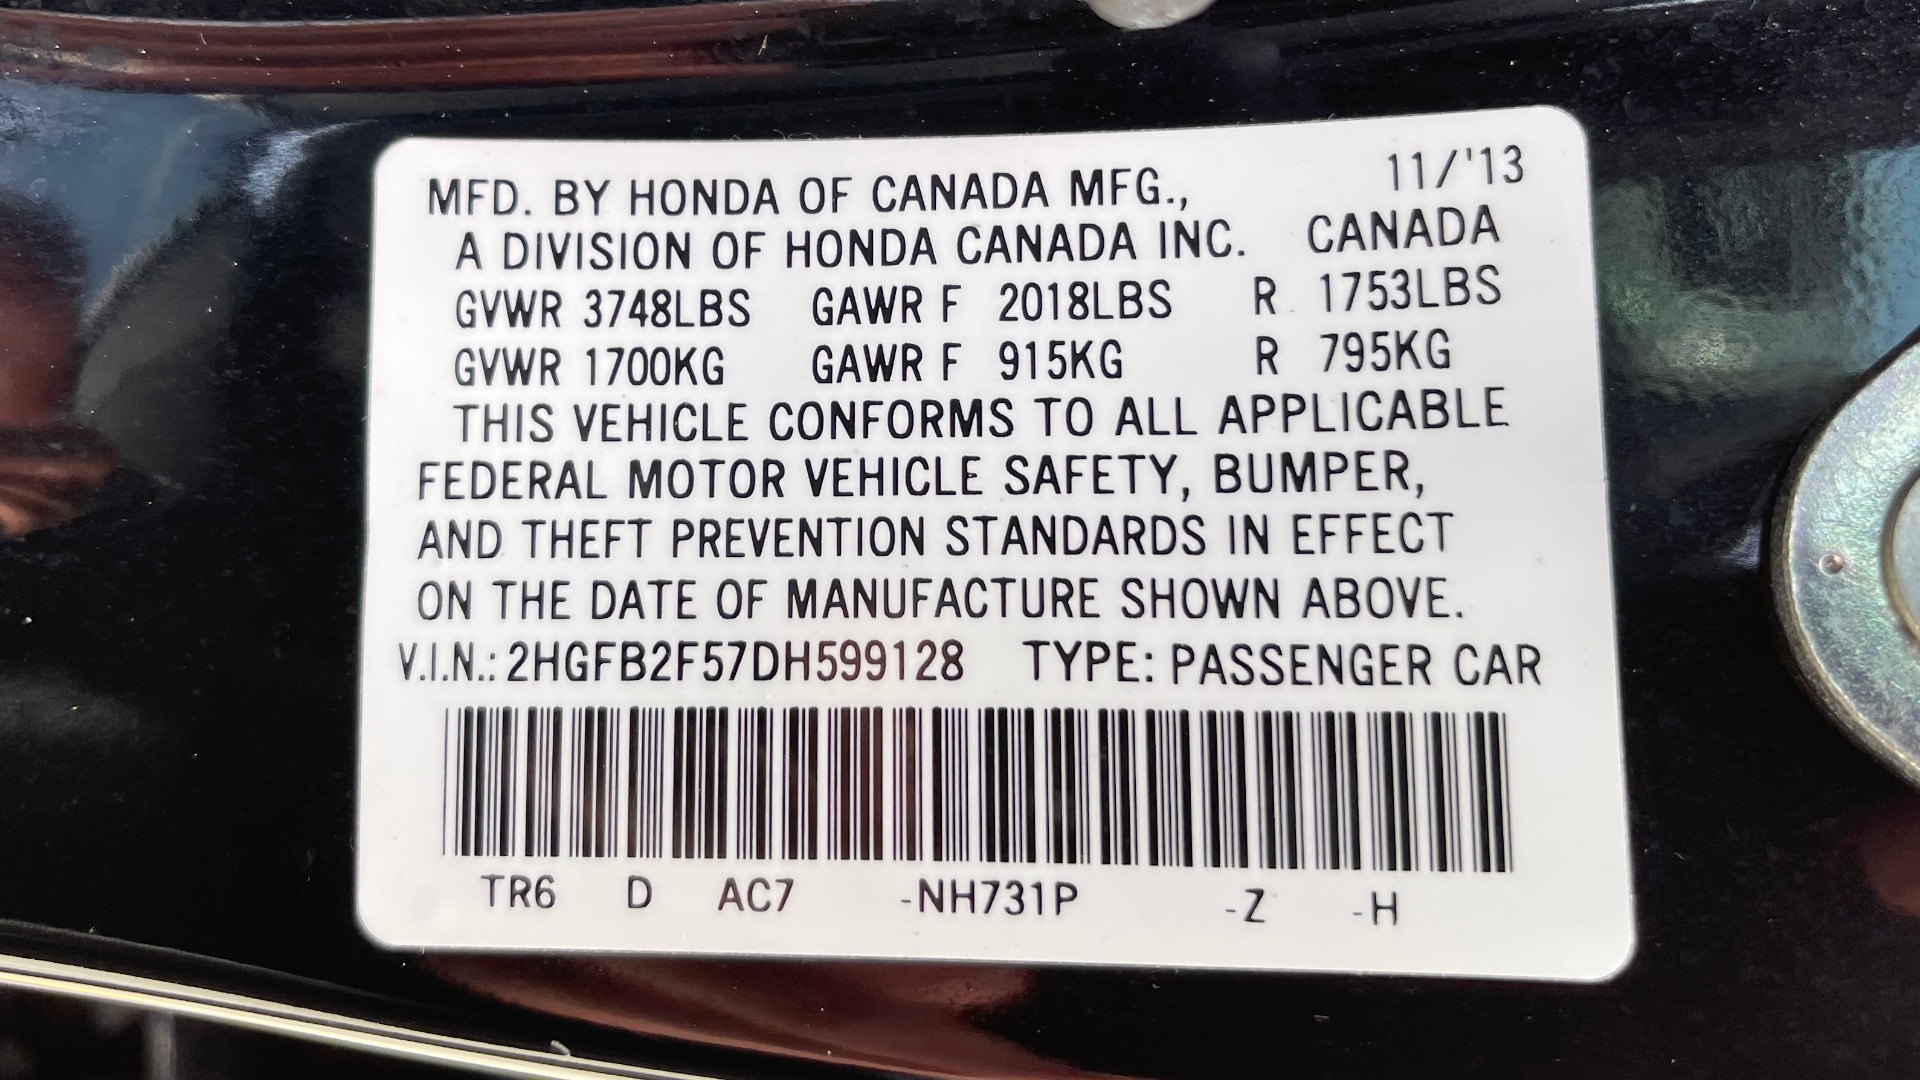 11/'13
MFD. BY HONDA OF CANADA MFG.,
A DIVISION OF HONDA CANADA INC. CANADA
GVWR 3748LBS GAWR F 2018LBS R 1753LBS
GVWR 1700KG GAWR F 915KG R 795KG
THIS VEHICLE CONFORMS TO ALL APPLICABLE
FEDERAL MOTOR VEHICLE SAFETY, BUMPER,
AND THEFT PREVENTION STANDARDS IN EFFECT
ON THE DATE OF MANUFACTURE SHOWN ABOVE.
V.I.N.: 2HGFB2F57DH599128 TYPE: PASSENGER CAR
TR6 D AC7 -NH731P -Z -H